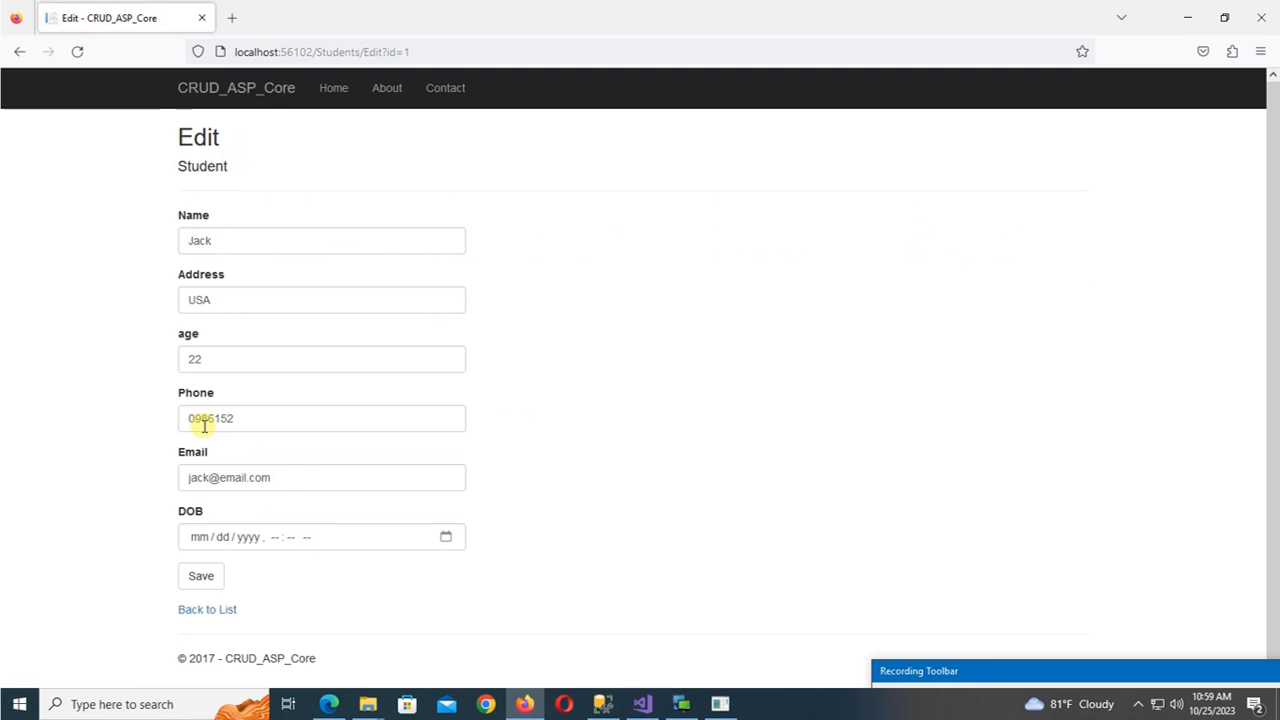 Edit - CRUD_ASP_Core
localhost:56102/Students/Edit?id=1
CRUD_ASP_Core Home About Contact
Edit
Student
Name
Jack
Address
USA
age
22
Phone
0986152
Email
jack@email.com
DOB
mm / dd / yyyy , -- : -- --
Save
Back to List
© 2017 - CRUD_ASP_Core
Recording Toolbar
Type here to search
81°F Cloudy
10:59 AM
10/25/2023
2